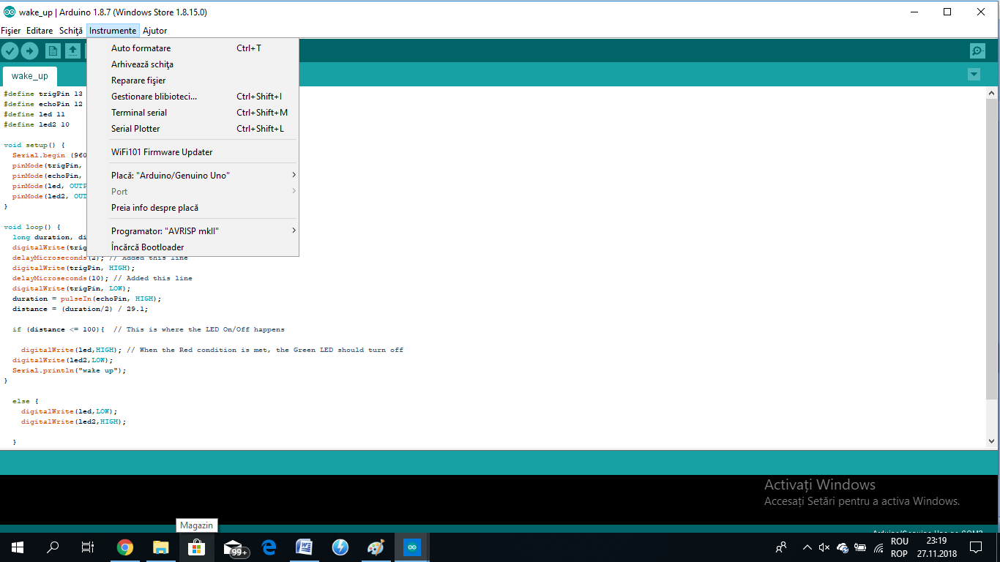 wake_up | Arduino 1.8.7 (Windows Store 1.8.15.0)
Fişier Editare Schiţă Instrumente Ajutor
Auto formatare Ctrl+T
Arhivează schiţa
Reparare fişier
Gestionare blibioteci... Ctrl+Shift+I
Terminal serial Ctrl+Shift+M
Serial Plotter Ctrl+Shift+L
WiFi101 Firmware Updater
Placă: "Arduino/Genuino Uno"
Port
Preia info despre placă
Programator: "AVRISP mkII"
Încărcă Bootloader
wake_up
#define trigPin 13
#define echoPin 12
#define led 11
#define led2 10
void setup() {
Serial.begin (960
pinMode(trigPin,
pinMode(echoPin,
pinMode(led, OUTP
pinMode(led2, OUT
}
void loop() {
long duration, di
digitalWrite(trig
delayMicroseconds(2); // Added this line
digitalWrite(trigPin, HIGH);
delayMicroseconds(10); // Added this line
digitalWrite(trigPin, LOW);
duration = pulseIn(echoPin, HIGH);
distance = (duration/2) / 29.1;
if (distance <= 100){ // This is where the LED On/Off happens
digitalWrite(led,HIGH); // When the Red condition is met, the Green LED should turn off
digitalWrite(led2,LOW);
Serial.println("wake up");
}
else {
digitalWrite(led,LOW);
digitalWrite(led2,HIGH);
}
Activați Windows
Accesați Setări pentru a activa Windows.
Magazin
99+
ROU
ROP
23:19
27.11.2018